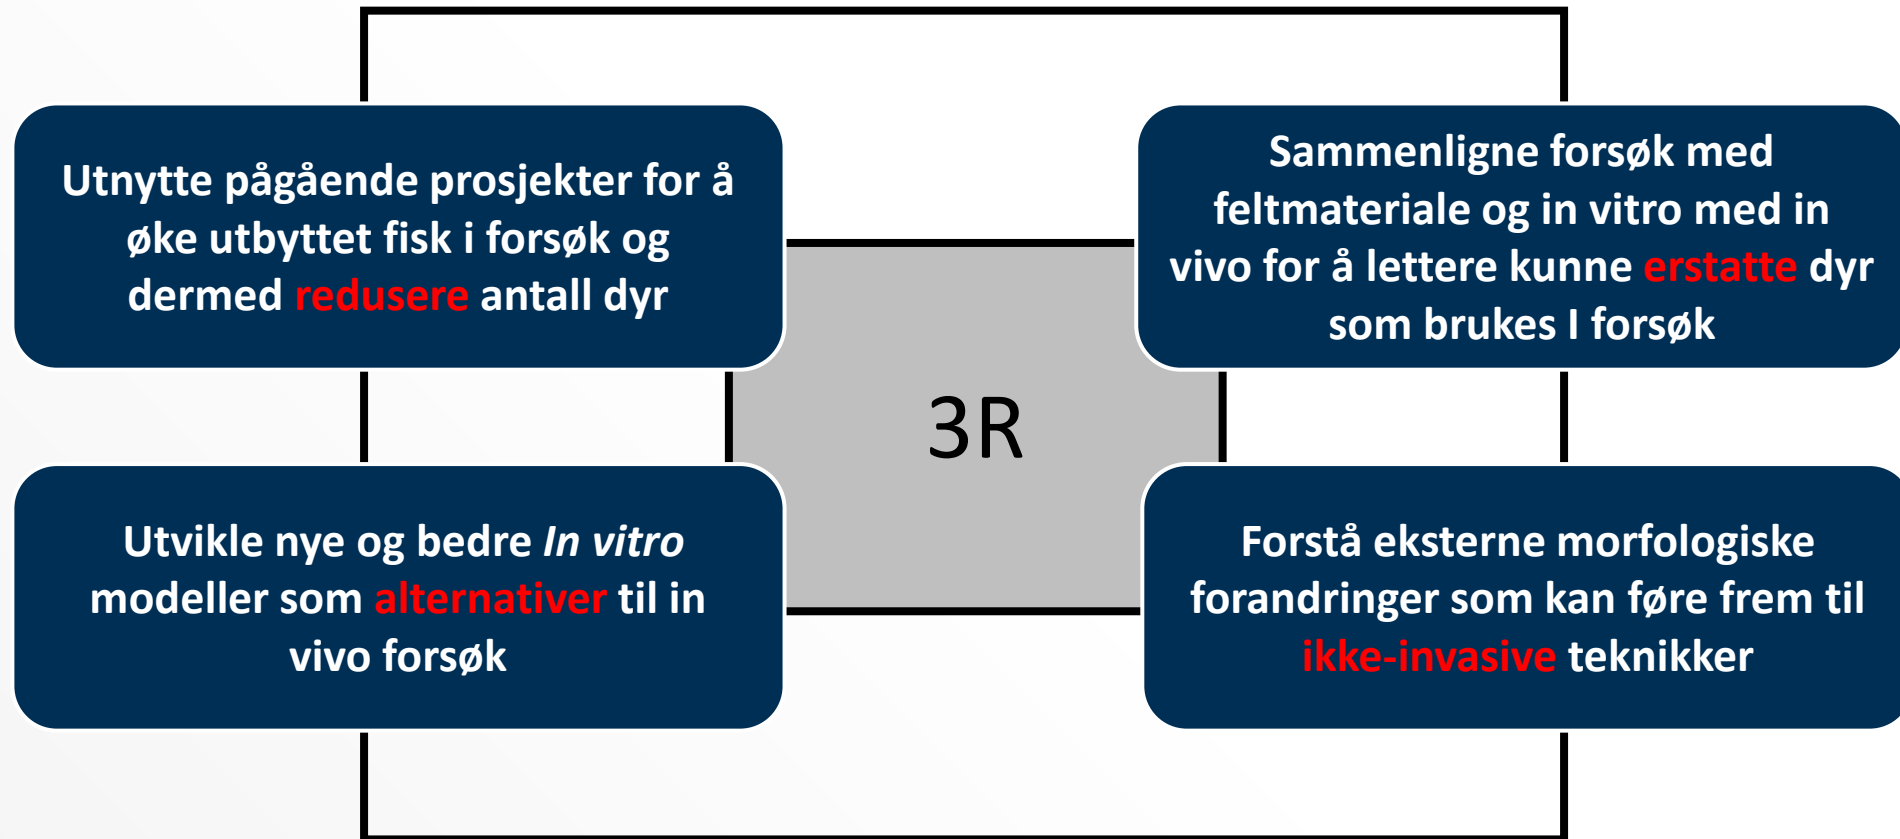 Utnytte pågående prosjekter for å
øke utbyttet fisk i forsøk og
dermed redusere antall dyr
Sammenligne forsøk med
feltmateriale og in vitro med in
vivo for å lettere kunne erstatte dyr
som brukes I forsøk
3R
Utvikle nye og bedre In vitro
modeller som alternativer til in
vivo forsøk
Forstå eksterne morfologiske
forandringer som kan føre frem til
ikke-invasive teknikker